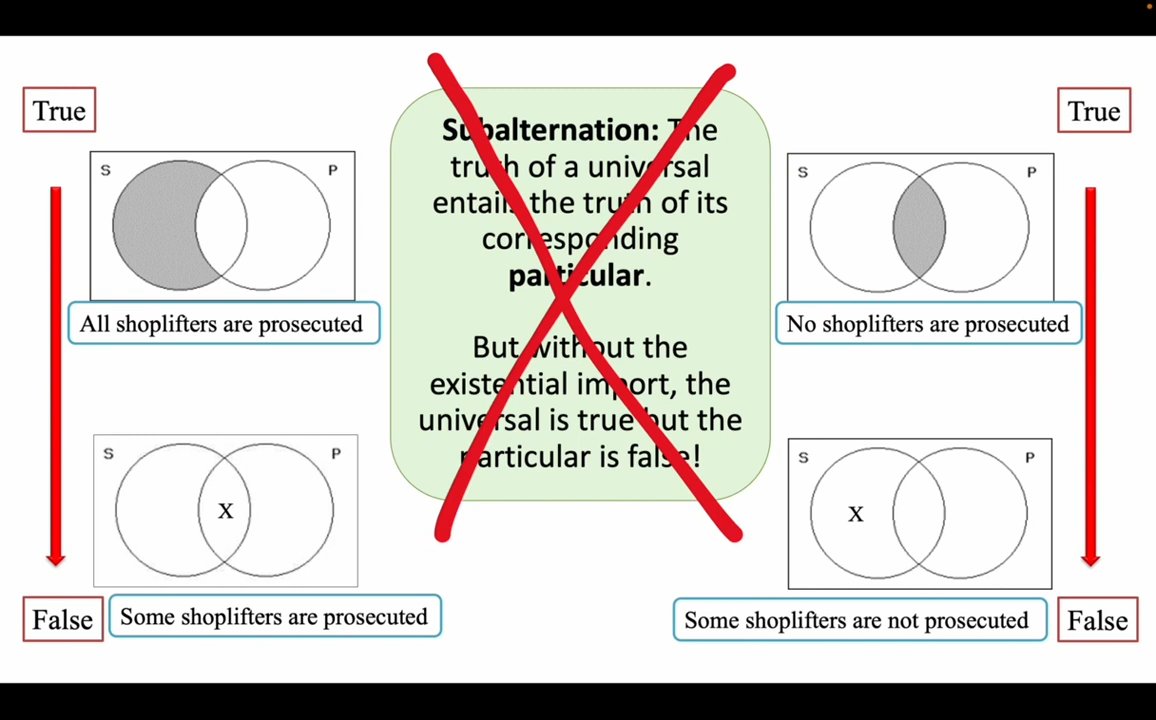 True
True
S
P
S
P
Subalternation: The
truth of a universal
entails the truth of its
corresponding
particular.
But without the
existential import, the
universal is true but the
particular is false!
All shoplifters are prosecuted
No shoplifters are prosecuted
S
P
X
S
P
X
False
Some shoplifters are prosecuted
Some shoplifters are not prosecuted
False